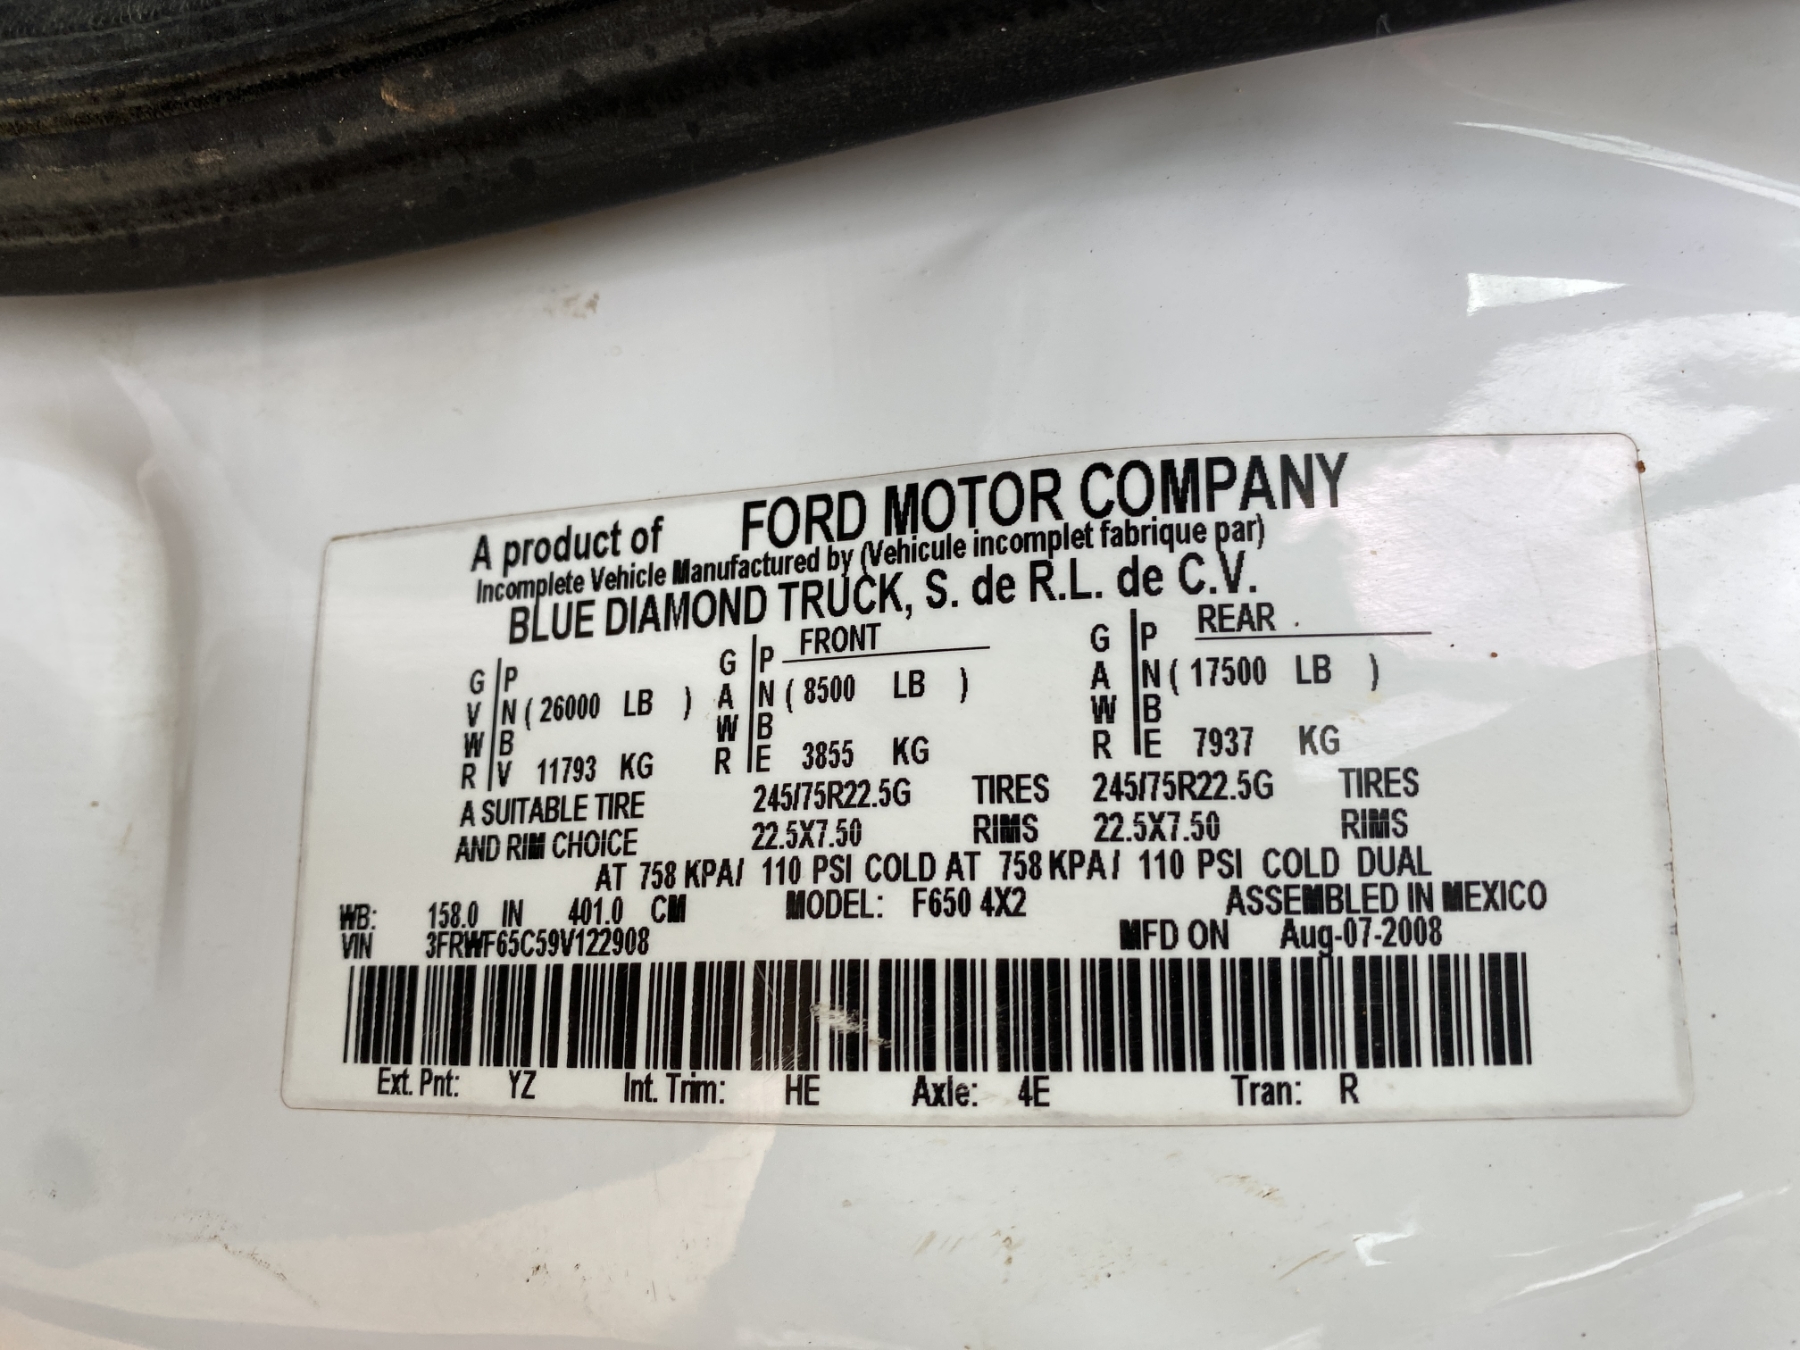 A product of FORD MOTOR COMPANY
Incomplete Vehicle Manufactured by (Vehicule incomplet fabrique par)
BLUE DIAMOND TRUCK, S. de R.L. de C.V.
G P G P FRONT G P REAR
V N ( 26000 LB ) A N ( 8500 LB ) A N ( 17500 LB )
W B W B W B
R V 11793 KG R E 3855 KG R E 7937 KG
A SUITABLE TIRE 245/75R22.5G TIRES 245/75R22.5G TIRES
AND RIM CHOICE 22.5X7.50 RIMS 22.5X7.50 RIMS
AT 758 KPA/ 110 PSI COLD AT 758 KPA/ 110 PSI COLD DUAL
WB: 158.0 IN 401.0 CM MODEL: F650 4X2 ASSEMBLED IN MEXICO
VIN 3FRWF65C59V122908 MFD ON Aug-07-2008
Ext. Pnt: YZ Int. Trim: HE Axle: 4E Tran: R